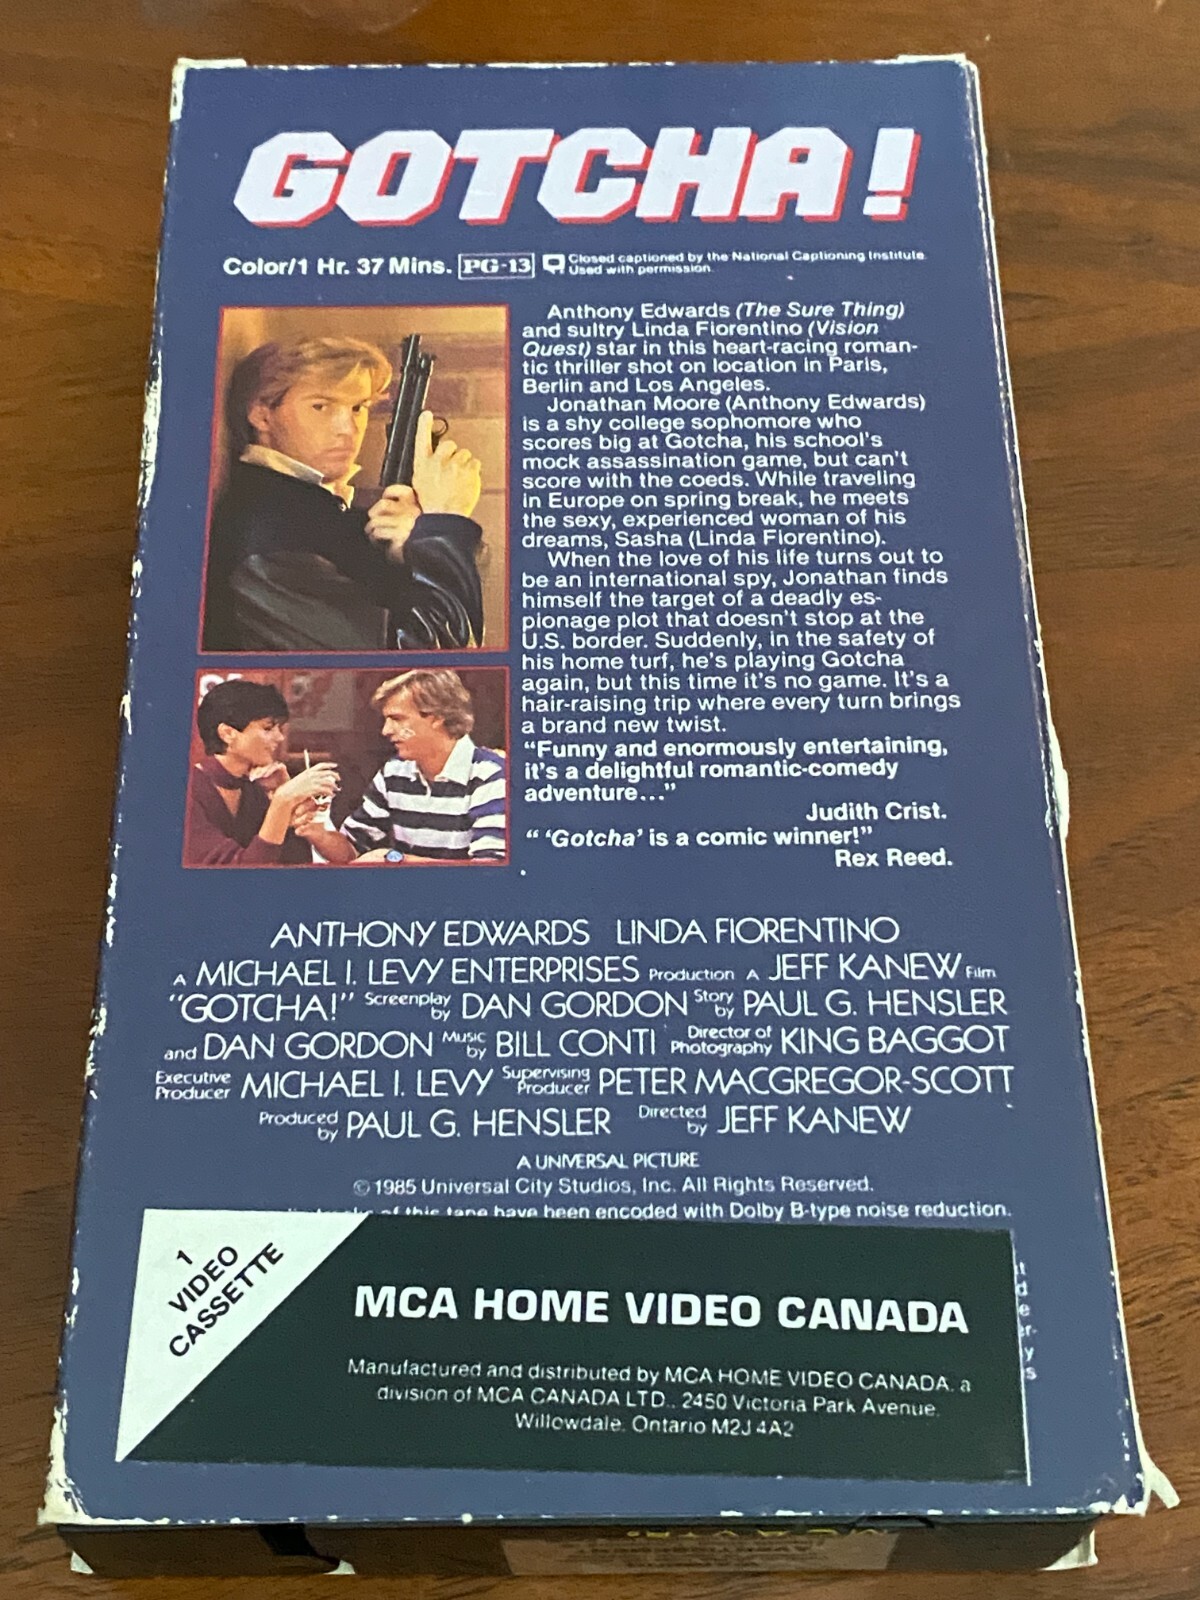 GOTCHA!
Color/1 Hr. 37 Mins. PG-13 Closed captioned by the National Captioning Institute.
Used with permission.
Anthony Edwards (The Sure Thing)
and sultry Linda Fiorentino (Vision
Quest) star in this heart-racing roman-
tic thriller shot on location in Paris,
Berlin and Los Angeles.
Jonathan Moore (Anthony Edwards)
is a shy college sophomore who
scores big at Gotcha, his school's
mock assassination game, but can't
score with the coeds. While traveling
in Europe on spring break, he meets
the sexy, experienced woman of his
dreams, Sasha (Linda Fiorentino).
When the love of his life turns out to
be an international spy, Jonathan finds
himself the target of a deadly es-
pionage plot that doesn't stop at the
U.S. border. Suddenly, in the safety of
his home turf, he's playing Gotcha
again, but this time it's no game. It's a
hair-raising trip where every turn brings
a brand new twist.
"Funny and enormously entertaining,
it's a delightful romantic-comedy
adventure..."
Judith Crist.
" 'Gotcha' is a comic winner!"
Rex Reed.
ANTHONY EDWARDS LINDA FIORENTINO
A MICHAEL I. LEVY ENTERPRISES Production A JEFF KANEW Film
"GOTCHA!" Screenplay by DAN GORDON Story by PAUL G. HENSLER
and DAN GORDON Music by BILL CONTI Director of Photography KING BAGGOT
Executive Producer MICHAEL I. LEVY Supervising Producer PETER MACGREGOR-SCOTT
Produced by PAUL G. HENSLER Directed by JEFF KANEW
A UNIVERSAL PICTURE
©1985 Universal City Studios, Inc. All Rights Reserved.
of this tape have been encoded with Dolby B-type noise reduction.
1
VIDEO
CASSETTE
MCA HOME VIDEO CANADA
Manufactured and distributed by MCA HOME VIDEO CANADA, a
division of MCA CANADA LTD., 2450 Victoria Park Avenue,
Willowdale, Ontario M2J 4A2